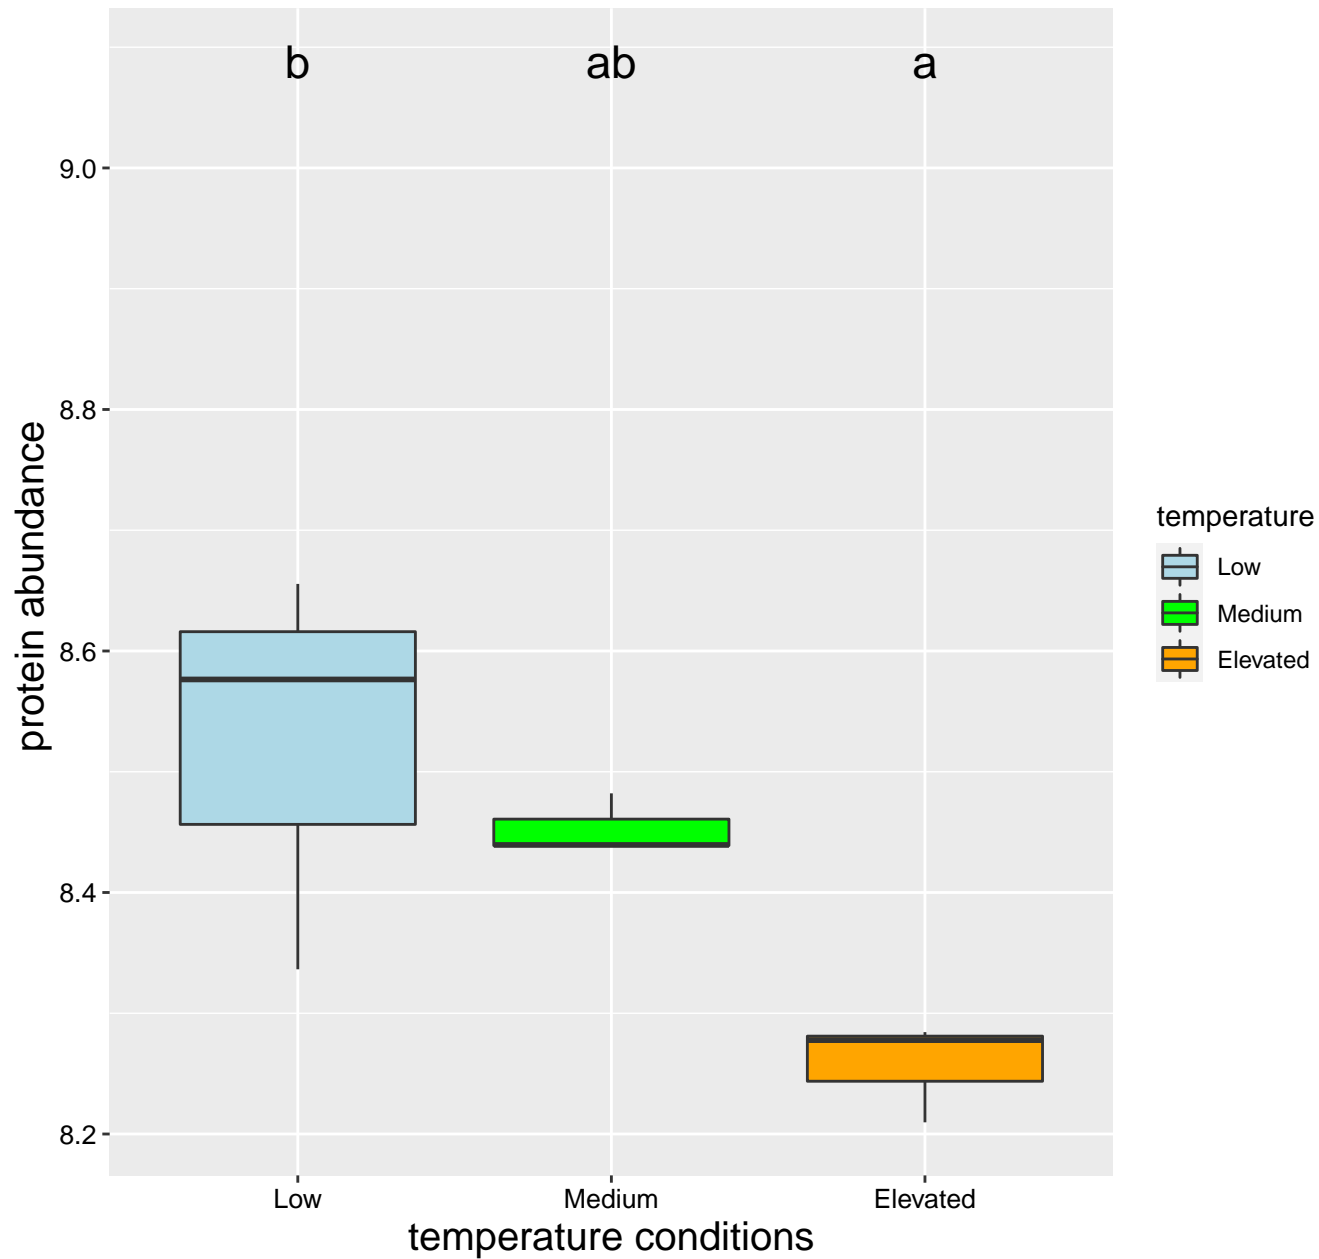 b ab a
9.0
8.8
8.6
8.4
8.2
protein abundance
Low Medium Elevated
temperature conditions
temperature
Low
Medium
Elevated